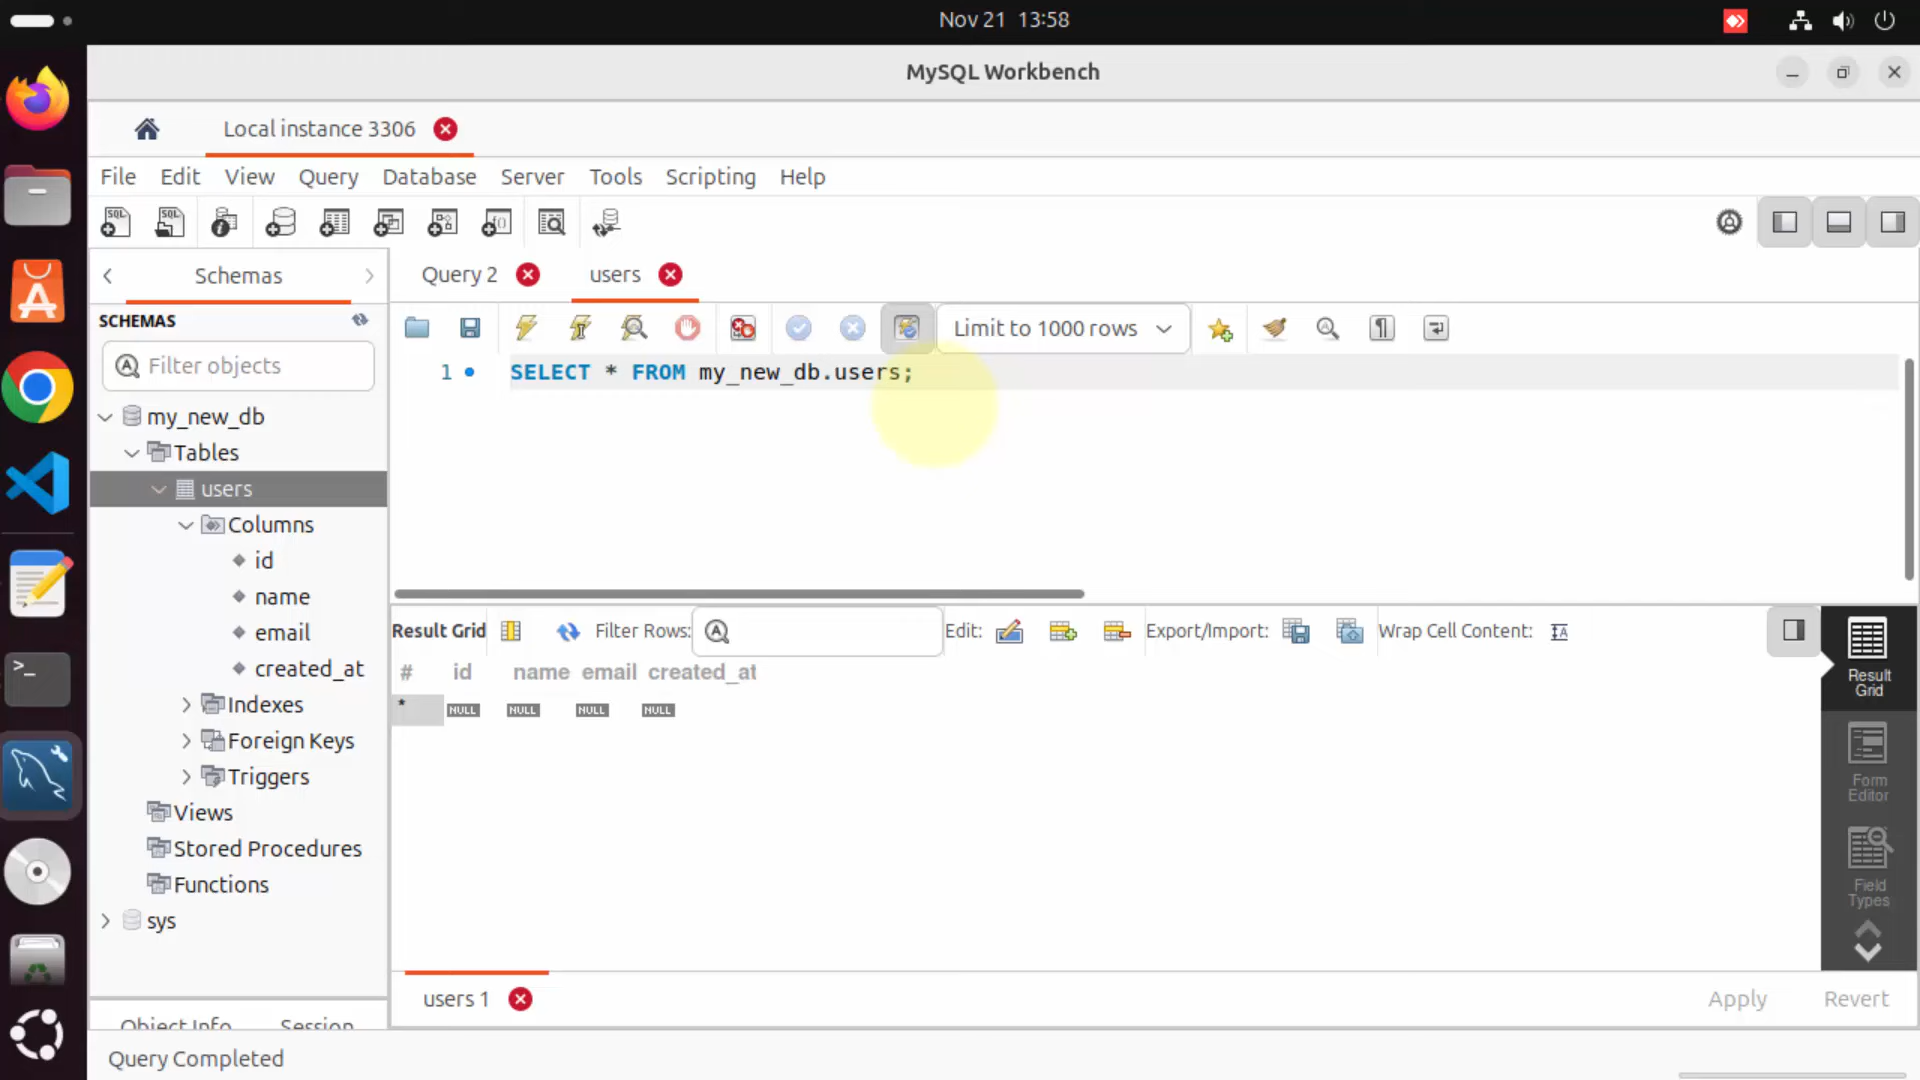 Nov 21 13:58
MySQL Workbench
Local instance 3306
File Edit View Query Database Server Tools Scripting Help
SQL SQL
Schemas
Query 2 users
SCHEMAS
Limit to 1000 rows
Filter objects
1 SELECT * FROM my_new_db.users;
my_new_db
Tables
users
Columns
id
name
email
created_at
Indexes
Foreign Keys
Triggers
Views
Stored Procedures
Functions
sys
Result Grid Filter Rows: Edit: Export/Import: Wrap Cell Content:
# id name email created_at
* NULL NULL NULL NULL
Result
Grid
Form
Editor
Field
Types
users 1
Apply Revert
Object Info Session
Query Completed